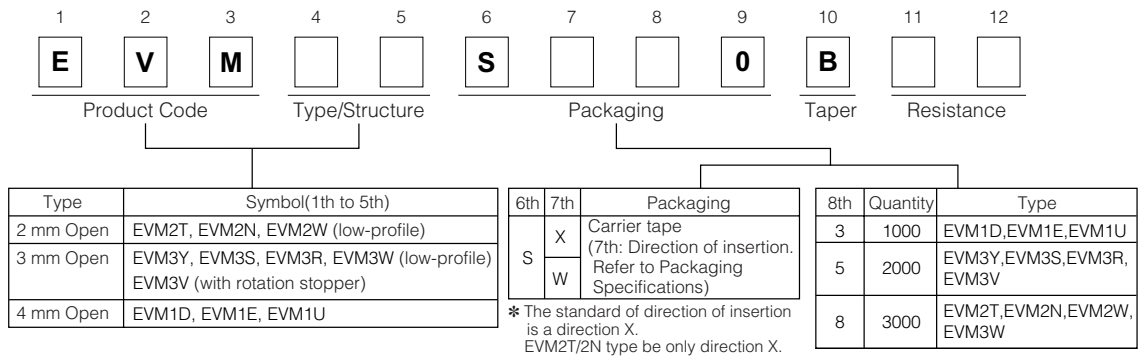 1 2 3 4 5 6 7 8 9 10 11 12
E V M S 0 B
Product Code Type/Structure Packaging Taper Resistance
Type Symbol(1th to 5th)
2 mm Open EVM2T, EVM2N, EVM2W (low-profile)
3 mm Open EVM3Y, EVM3S, EVM3R, EVM3W (low-profile)
EVM3V (with rotation stopper)
4 mm Open EVM1D, EVM1E, EVM1U
6th 7th Packaging
S X W Carrier tape
(7th: Direction of insertion.
Refer to Packaging
Specifications)
✻ The standard of direction of insertion
is a direction X.
EVM2T/2N type be only direction X.
8th Quantity Type
3 1000 EVM1D,EVM1E,EVM1U
5 2000 EVM3Y,EVM3S,EVM3R,
EVM3V
8 3000 EVM2T,EVM2N,EVM2W,
EVM3W